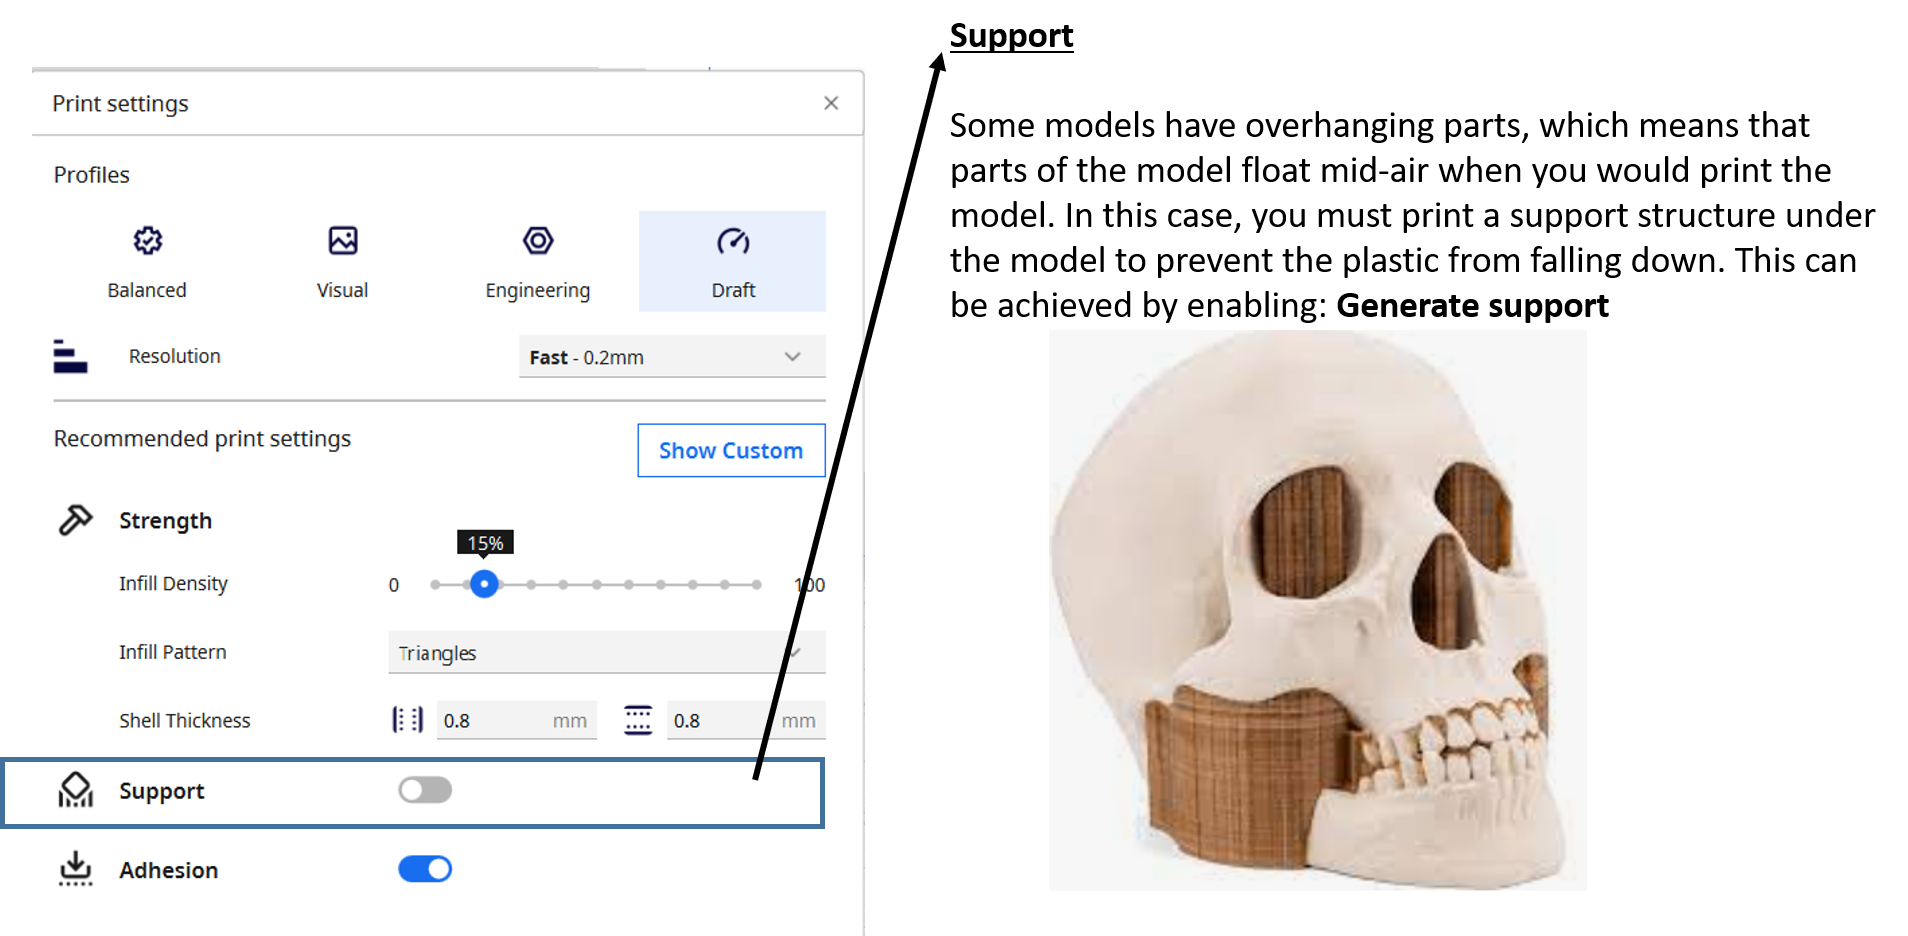 Support
Some models have overhanging parts, which means that
parts of the model float mid-air when you would print the
model. In this case, you must print a support structure under
the model to prevent the plastic from falling down. This can
be achieved by enabling: Generate support
Print settings
Profiles
Balanced Visual Engineering Draft
Resolution Fast - 0.2mm
Recommended print settings
Show Custom
Strength
15%
Infill Density 0 100
Infill Pattern Triangles
Shell Thickness 0.8 mm 0.8 mm
Support
Adhesion